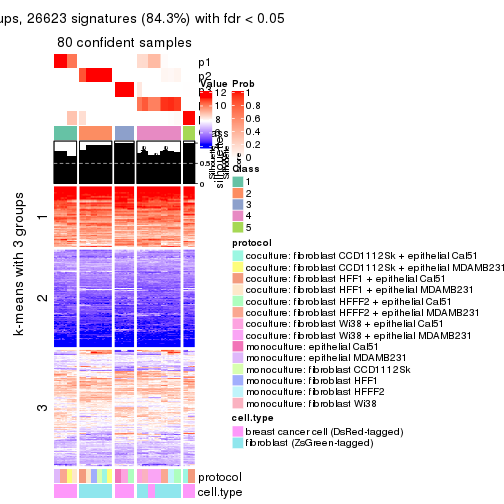 ups, 26623 signatures (84.3%) with fdr < 0.05
80 confident samples
p1
p2
Value
12
10
8
6
Prob
1
0.8
0.6
0.4
0.2
0
0.5
0
Class
1
2
3
4
5
k-means with 3 groups
1
2
3
protocol
coculture: fibroblast CCD1112Sk + epithelial Cal51
coculture: fibroblast CCD1112Sk + epithelial MDAMB231
coculture: fibroblast HFF1 + epithelial Cal51
coculture: fibroblast HFF1 + epithelial MDAMB231
coculture: fibroblast HFFF2 + epithelial Cal51
coculture: fibroblast HFFF2 + epithelial MDAMB231
coculture: fibroblast Wi38 + epithelial Cal51
coculture: fibroblast Wi38 + epithelial MDAMB231
monoculture: epithelial Cal51
monoculture: epithelial MDAMB231
monoculture: fibroblast CCD1112Sk
monoculture: fibroblast HFF1
monoculture: fibroblast HFFF2
monoculture: fibroblast Wi38
cell.type
breast cancer cell (DsRed-tagged)
fibroblast (ZsGreen-tagged)
protocol
cell.type